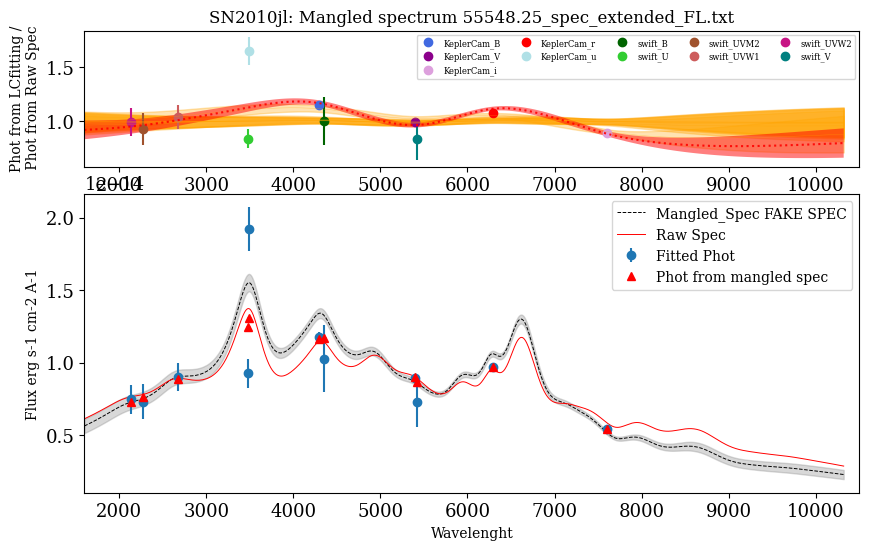 SN2010jl: Mangled spectrum 55548.25_spec_extended_FL.txt
Phot from LCfitting /
Phot from Raw Spec
1.5
1.0
KeplerCam_B
KeplerCam_V
KeplerCam_i
KeplerCam_r
KeplerCam_u
swift_B
swift_U
swift_UVM2
swift_UVW1
swift_UVW2
swift_V
2000 3000 4000 5000 6000 7000 8000 9000 10000
1e−14
Flux erg s-1 cm-2 A-1
2.0
1.5
1.0
0.5
Mangled_Spec FAKE SPEC
Raw Spec
Fitted Phot
Phot from mangled spec
2000 3000 4000 5000 6000 7000 8000 9000 10000
Wavelenght